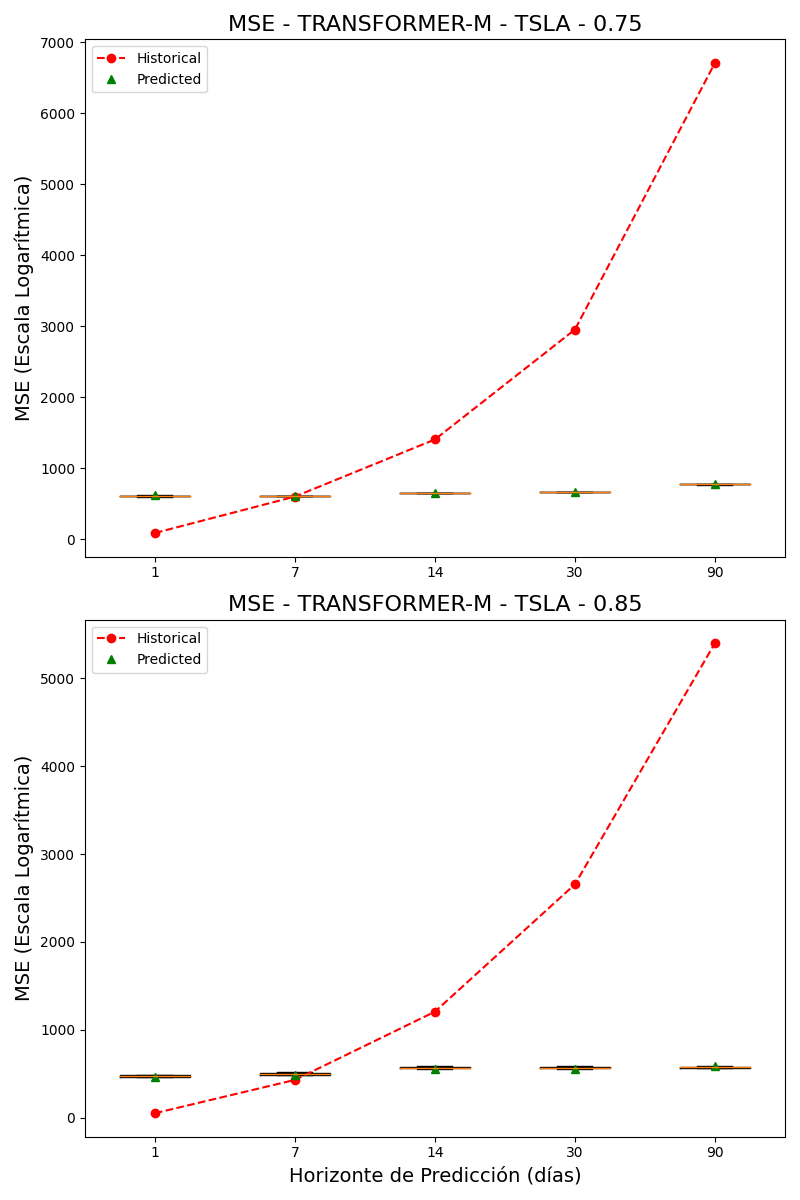 MSE - TRANSFORMER-M - TSLA - 0.75
MSE (Escala Logarítmica)
7000
6000
5000
4000
3000
2000
1000
0
Historical
Predicted
1 7 14 30 90
MSE - TRANSFORMER-M - TSLA - 0.85
MSE (Escala Logarítmica)
5000
4000
3000
2000
1000
0
Historical
Predicted
1 7 14 30 90
Horizonte de Predicción (días)